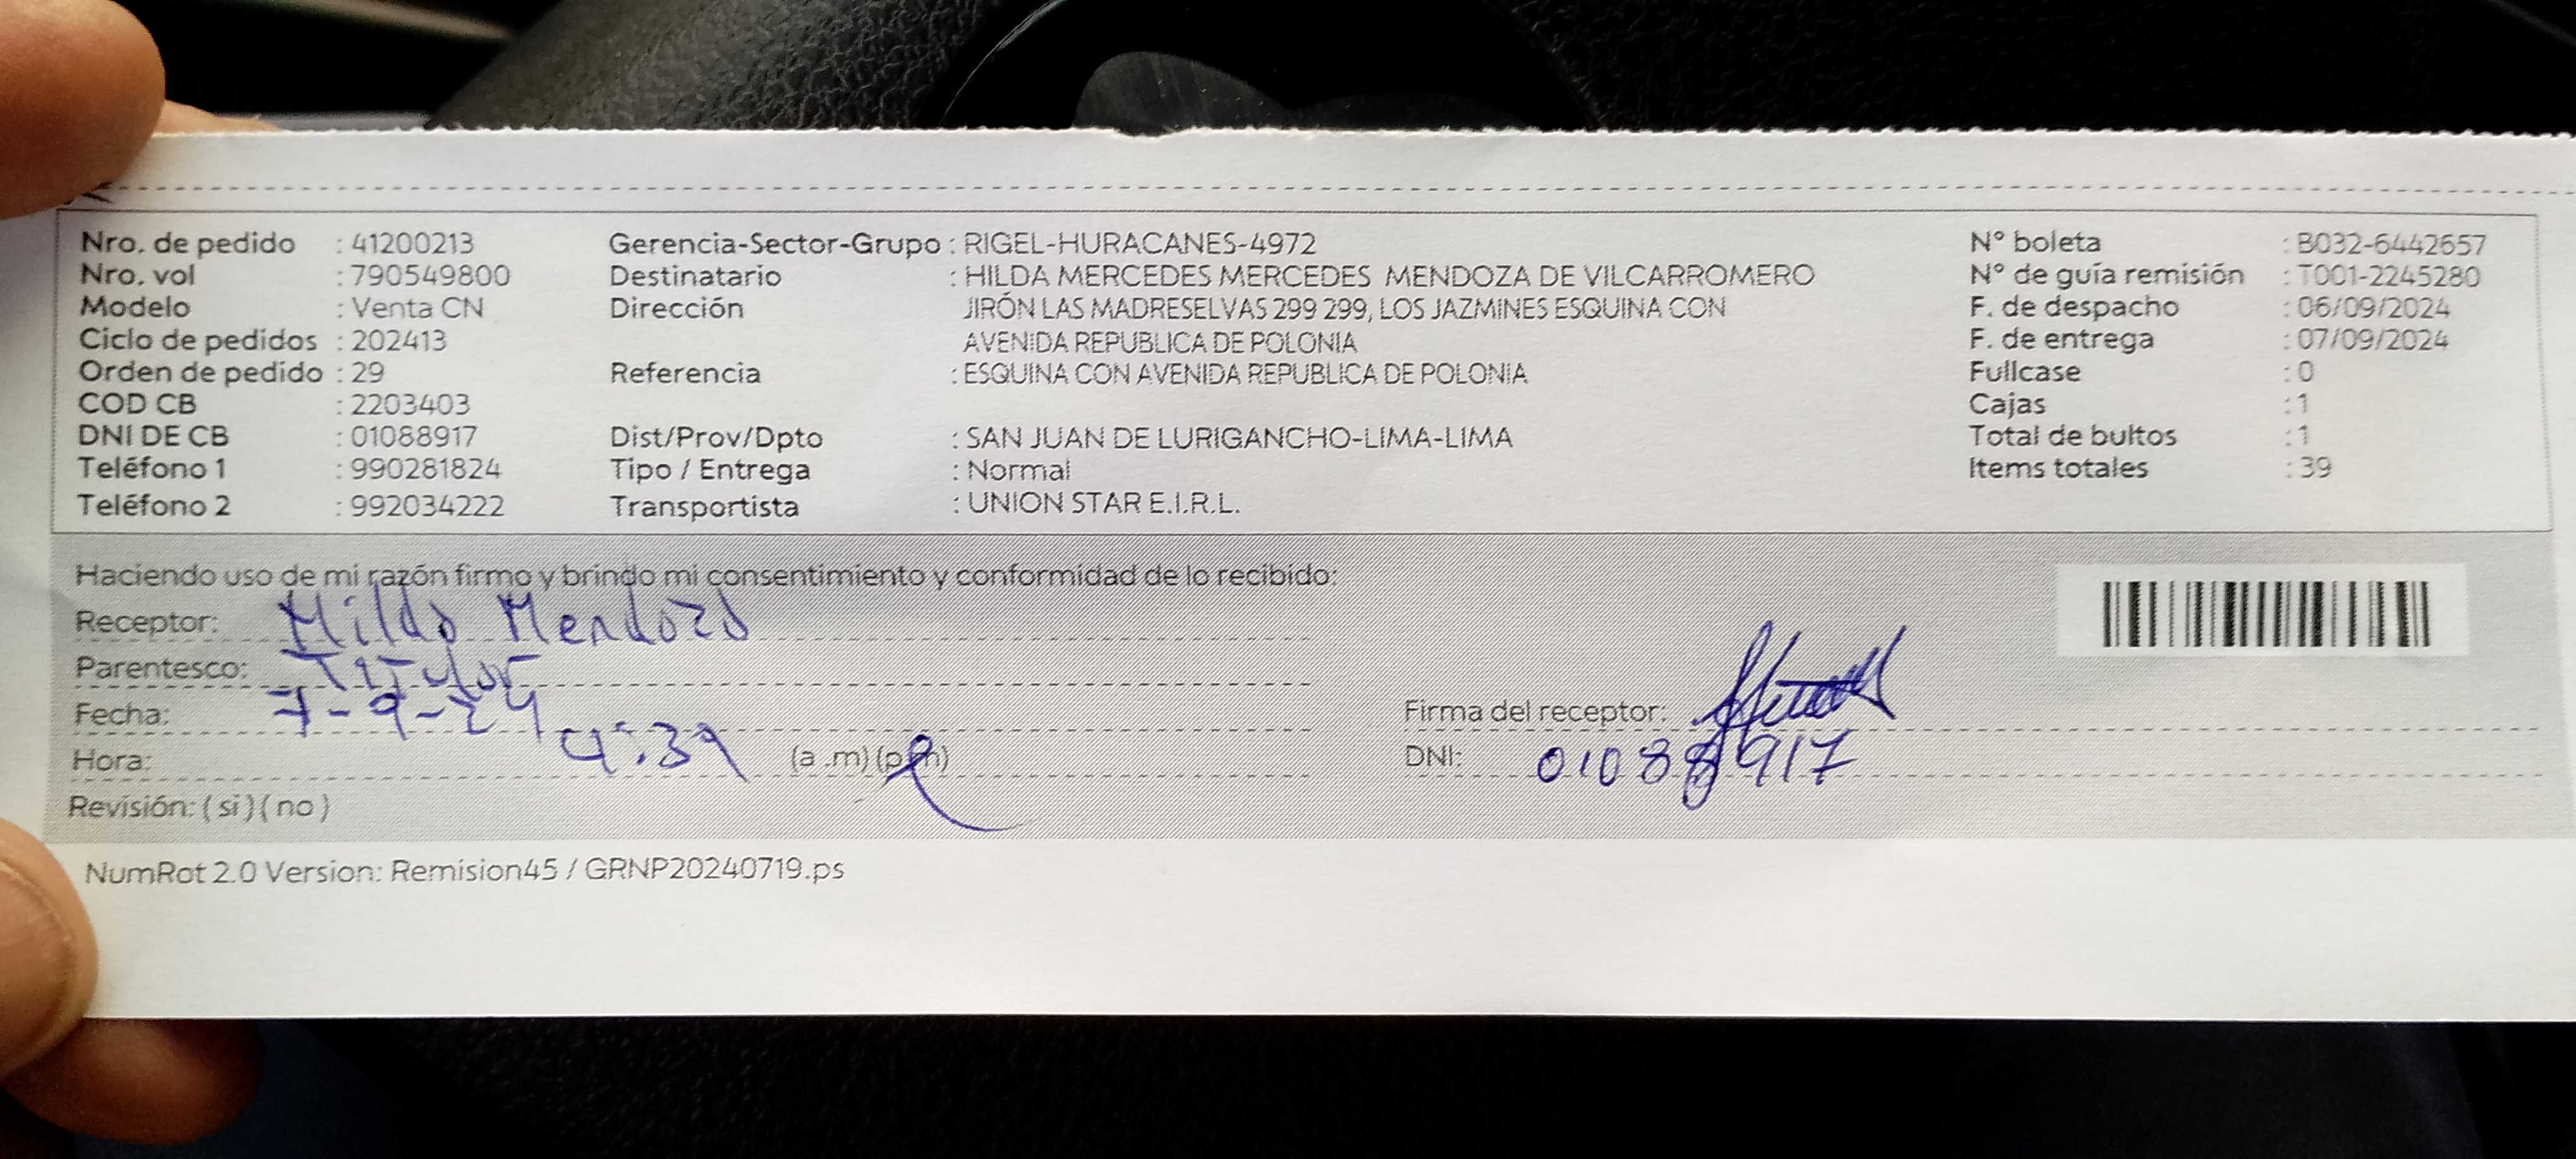 Nro. de pedido : 41200213 Gerencia-Sector-Grupo : RIGEL-HURACANES-4972 N° boleta : B032-6442657
Nro. vol : 790549800 Destinatario : HILDA MERCEDES MERCEDES MENDOZA DE VILCARROMERO N° de guía remisión : T001-2245280
Modelo : Venta CN Dirección JIRÓN LAS MADRESELVAS 299 299, LOS JAZMINES ESQUINA CON F. de despacho : 06/09/2024
Ciclo de pedidos : 202413 AVENIDA REPUBLICA DE POLONIA F. de entrega : 07/09/2024
Orden de pedido : 29 Referencia : ESQUINA CON AVENIDA REPUBLICA DE POLONIA Fullcase : 0
COD CB : 2203403 Cajas : 1
DNI DE CB : 01088917 Dist/Prov/Dpto : SAN JUAN DE LURIGANCHO-LIMA-LIMA Total de bultos : 1
Teléfono 1 : 990281824 Tipo / Entrega : Normal Items totales : 39
Teléfono 2 : 992034222 Transportista : UNION STAR E.I.R.L.
Haciendo uso de mi razón firmo y brindo mi consentimiento y conformidad de lo recibido:
Receptor: Hilda Mendoza
Parentesco: Titular
Fecha: 7-9-24 Firma del receptor:
Hora: 4:39 (a .m) (p.m) DNI: 01088917
Revisión: ( si ) ( no )
NumRot 2.0 Version: Remision45 / GRNP20240719.ps